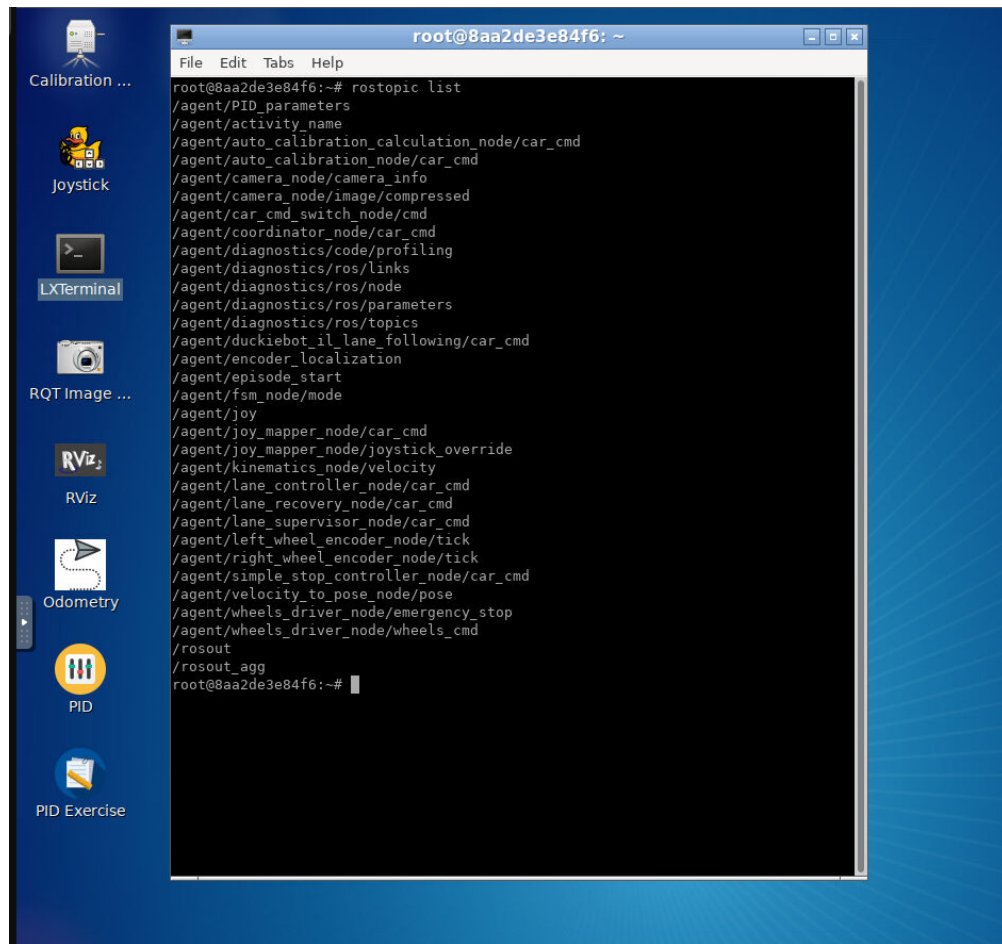 Calibration ...
Joystick
>_
LXTerminal
RQT Image ...
RViz
RViz
Odometry
PID
PID Exercise
root@8aa2de3e84f6: ~
File Edit Tabs Help
root@8aa2de3e84f6:~# rostopic list
/agent/PID_parameters
/agent/activity_name
/agent/auto_calibration_calculation_node/car_cmd
/agent/auto_calibration_node/car_cmd
/agent/camera_node/camera_info
/agent/camera_node/image/compressed
/agent/car_cmd_switch_node/cmd
/agent/coordinator_node/car_cmd
/agent/diagnostics/code/profiling
/agent/diagnostics/ros/links
/agent/diagnostics/ros/node
/agent/diagnostics/ros/parameters
/agent/diagnostics/ros/topics
/agent/duckiebot_il_lane_following/car_cmd
/agent/encoder_localization
/agent/episode_start
/agent/fsm_node/mode
/agent/joy
/agent/joy_mapper_node/car_cmd
/agent/joy_mapper_node/joystick_override
/agent/kinematics_node/velocity
/agent/lane_controller_node/car_cmd
/agent/lane_recovery_node/car_cmd
/agent/lane_supervisor_node/car_cmd
/agent/left_wheel_encoder_node/tick
/agent/right_wheel_encoder_node/tick
/agent/simple_stop_controller_node/car_cmd
/agent/velocity_to_pose_node/pose
/agent/wheels_driver_node/emergency_stop
/agent/wheels_driver_node/wheels_cmd
/rosout
/rosout_agg
root@8aa2de3e84f6:~#